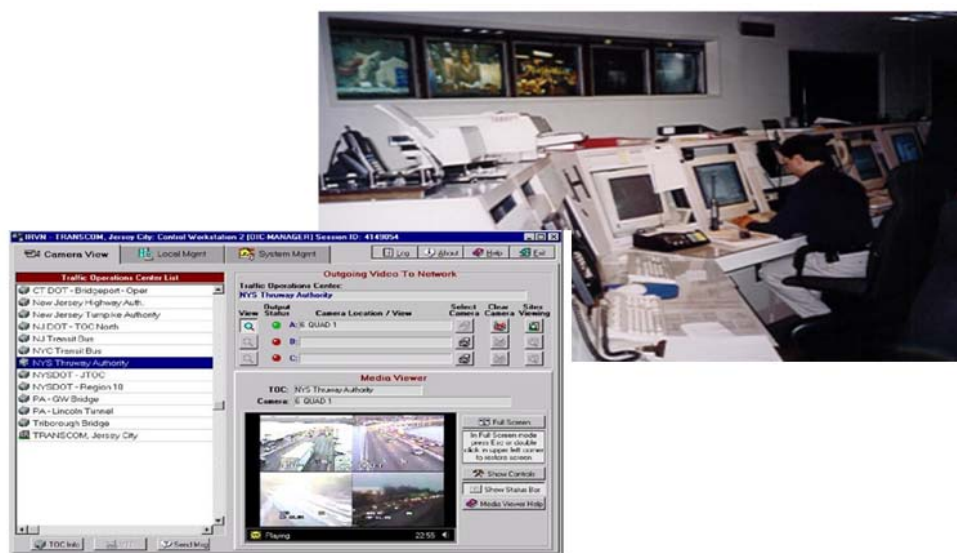 IRVN - TRANSCOM, Jersey City: Control Workstation 2 [OIC MANAGER] Session ID: 4149054
Camera View Local Mgmt System Mgmt Log About Help Exit
Traffic Operations Center List
CT DOT - Bridgeport - Oper
New Jersey Highway Auth.
New Jersey Turnpike Authority
NJ DOT - TOC North
NJ Transit Bus
NYC Transit Bus
NYS Thruway Authority
NYSDOT - JTOC
NYSDOT - Region 10
PA - GW Bridge
PA - Lincoln Tunnel
Triborough Bridge
TRANSCOM, Jersey City
TOC Info
Send Msg
Outgoing Video To Network
Traffic Operations Center:
NYS Thruway Authority
View Output Status Camera Location / View Select Camera Clear Camera Sites Viewing
A: 6 QUAD 1
B:
C:
Media Viewer
TOC: NYS Thruway Authority
Camera: 6 QUAD 1
Full Screen
In Full Screen mode
press Esc or double
click in upper left corner
to restore screen
Show Controls
Show Status Bar
Media Viewer Help
Playing 22:55